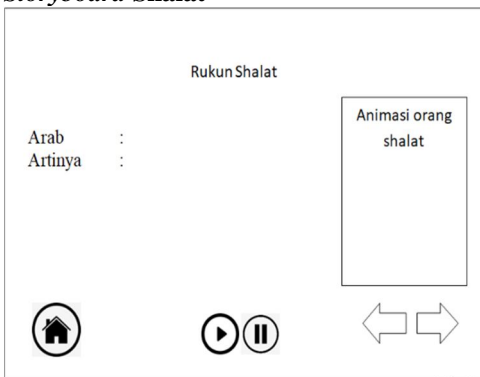 Storyboard Shalat
Rukun Shalat
Animasi orang
shalat
Arab :
Artinya :